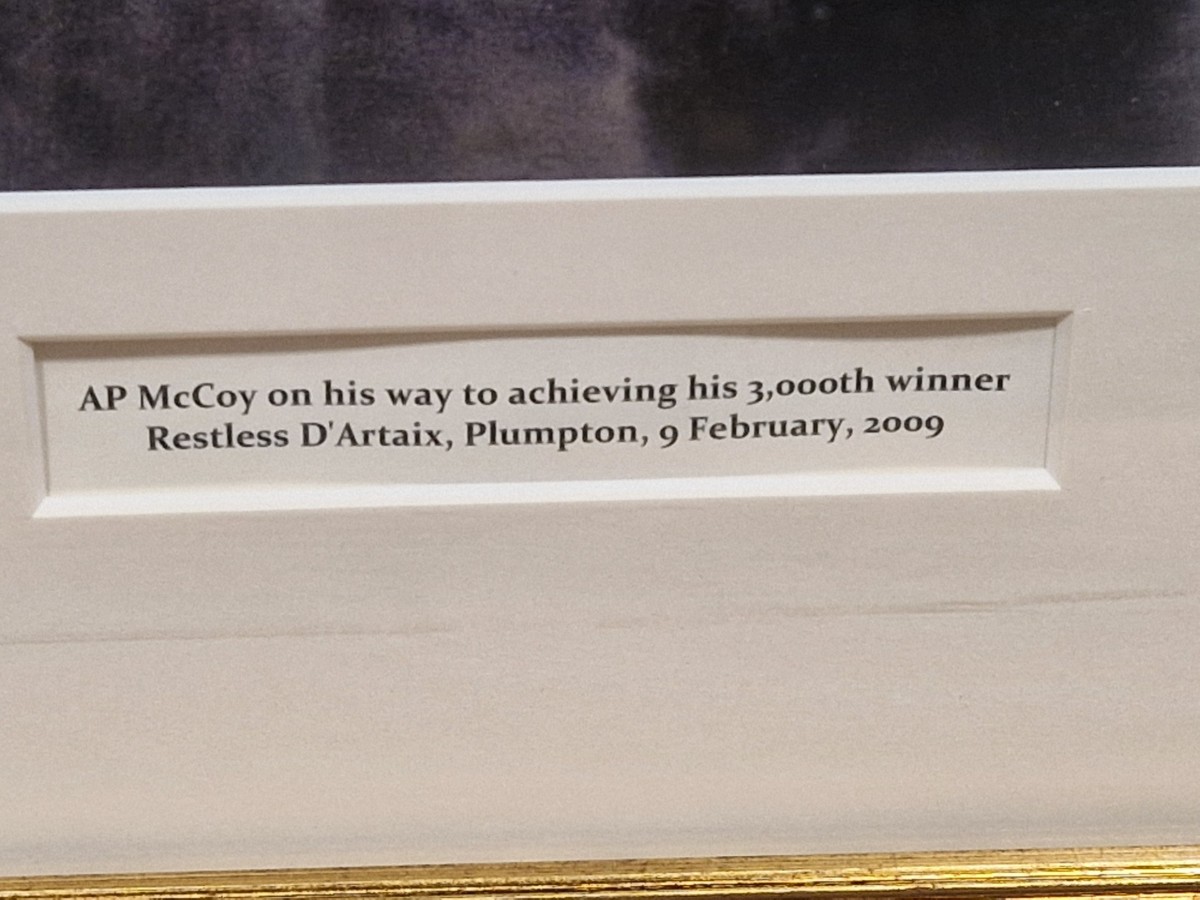 AP McCoy on his way to achieving his 3,000th winner
Restless D'Artaix, Plumpton, 9 February, 2009